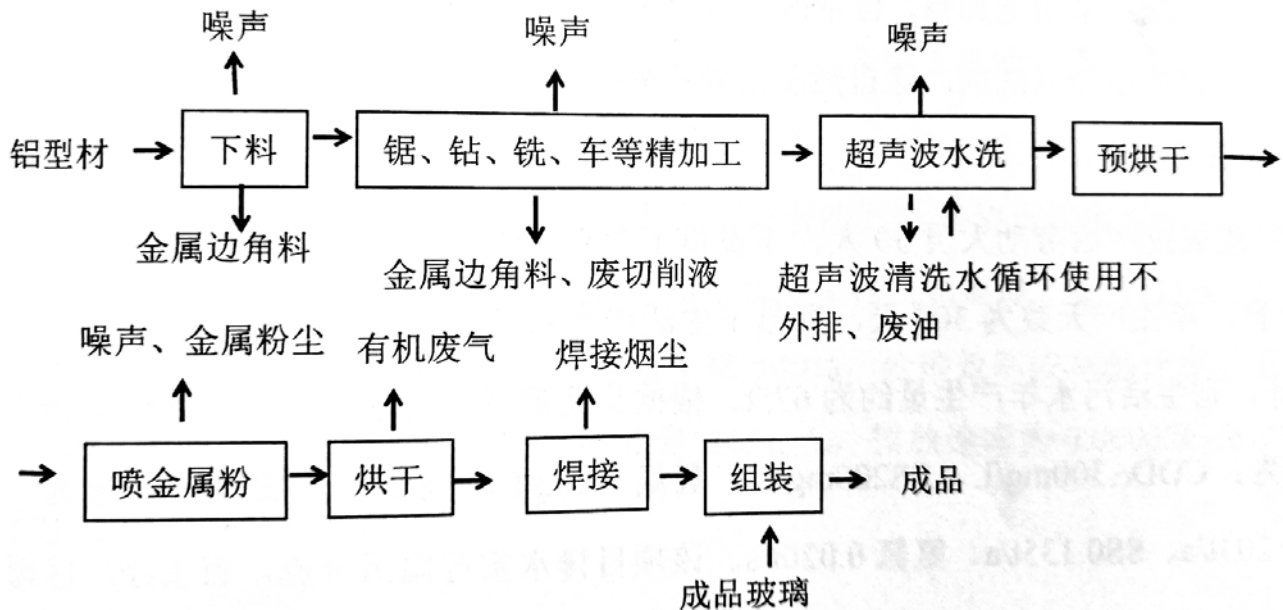 噪声
噪声
噪声
铝型材
下料
锯、钻、铣、车等精加工
超声波水洗
预烘干
金属边角料
金属边角料、废切削液
超声波清洗水循环使用不
外排、废油
噪声、金属粉尘
有机废气
焊接烟尘
喷金属粉
烘干
焊接
组装
成品
成品玻璃